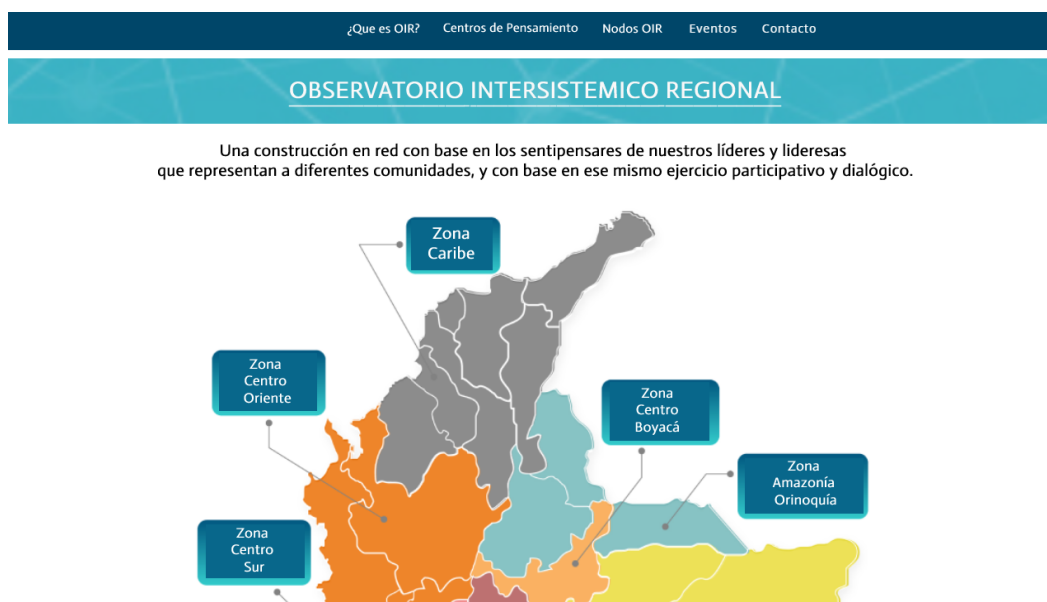 ¿Que es OIR? Centros de Pensamiento Nodos OIR Eventos Contacto
OBSERVATORIO INTERSISTEMICO REGIONAL
Una construcción en red con base en los sentipensares de nuestros líderes y lideresas
que representan a diferentes comunidades, y con base en ese mismo ejercicio participativo y dialógico.
Zona
Caribe
Zona
Centro
Oriente
Zona
Centro
Boyacá
Zona
Amazonía
Orinoquía
Zona
Centro
Sur